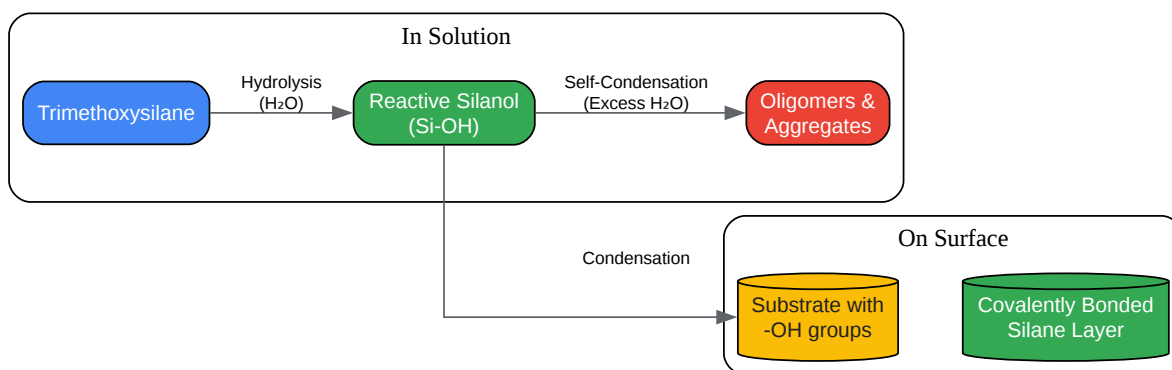 In Solution
Trimethoxysilane
Hydrolysis
(H₂O)
Reactive Silanol
(Si-OH)
Self-Condensation
(Excess H₂O)
Oligomers &
Aggregates
Condensation
On Surface
Substrate with
-OH groups
Covalently Bonded
Silane Layer